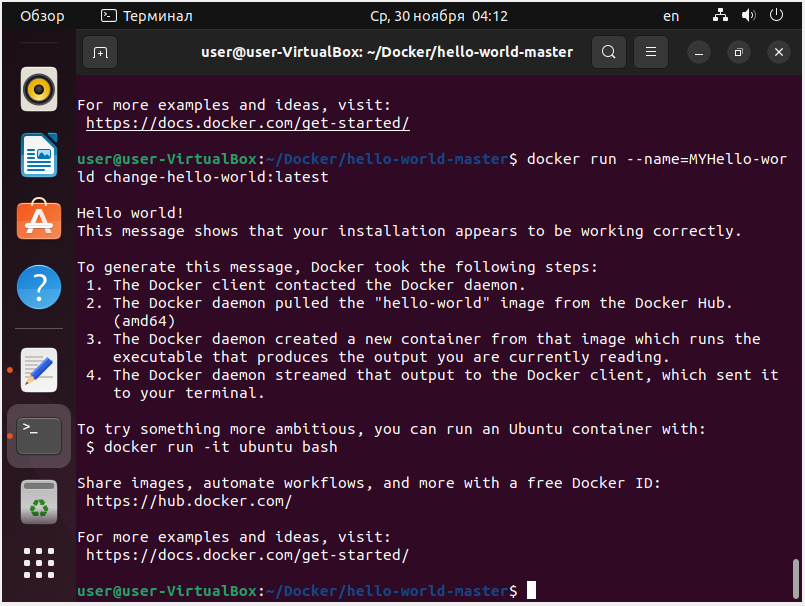 Обзор Терминал Ср, 30 ноября 04:12 en
user@user-VirtualBox: ~/Docker/hello-world-master
For more examples and ideas, visit:
https://docs.docker.com/get-started/
user@user-VirtualBox:~/Docker/hello-world-master$ docker run --name=MYHello-wor
ld change-hello-world:latest
Hello world!
This message shows that your installation appears to be working correctly.
To generate this message, Docker took the following steps:
1. The Docker client contacted the Docker daemon.
2. The Docker daemon pulled the "hello-world" image from the Docker Hub.
(amd64)
3. The Docker daemon created a new container from that image which runs the
executable that produces the output you are currently reading.
4. The Docker daemon streamed that output to the Docker client, which sent it
to your terminal.
To try something more ambitious, you can run an Ubuntu container with:
$ docker run -it ubuntu bash
Share images, automate workflows, and more with a free Docker ID:
https://hub.docker.com/
For more examples and ideas, visit:
https://docs.docker.com/get-started/
user@user-VirtualBox:~/Docker/hello-world-master$